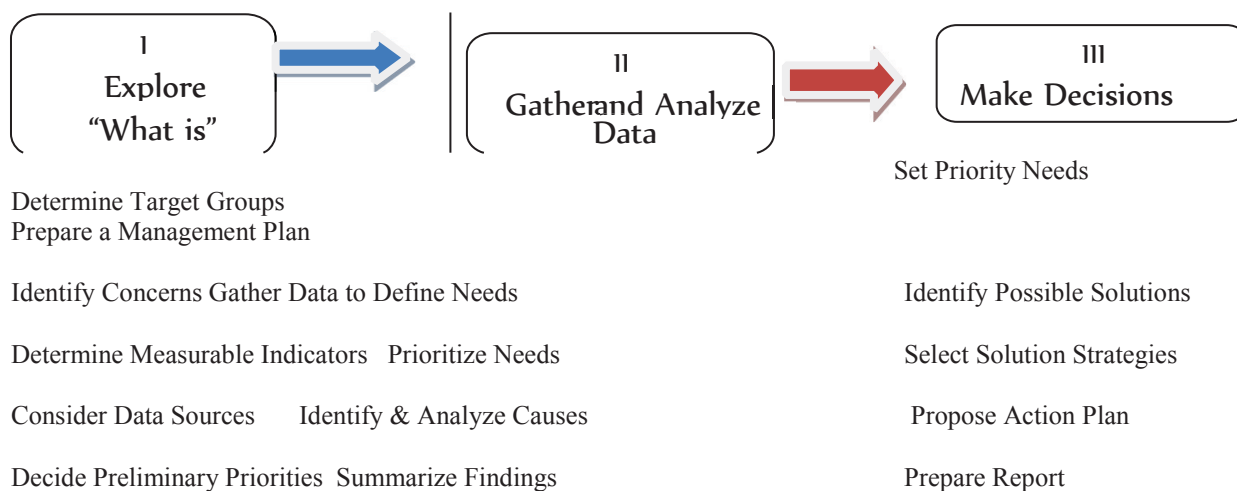 I
Explore
“What is”
II
Gatherand Analyze
Data
III
Make Decisions
Set Priority Needs
Determine Target Groups
Prepare a Management Plan
Identify Concerns Gather Data to Define Needs
Identify Possible Solutions
Determine Measurable Indicators Prioritize Needs
Select Solution Strategies
Consider Data Sources Identify & Analyze Causes
Propose Action Plan
Decide Preliminary Priorities Summarize Findings
Prepare Report